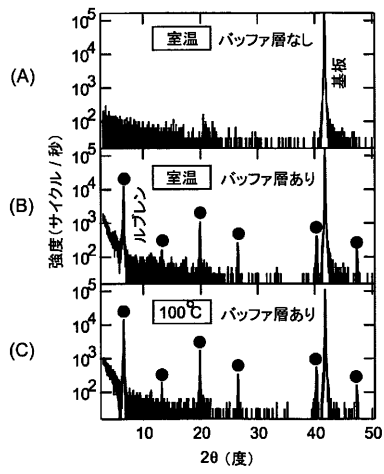 (A)
10⁵
10⁴
10³
10²
室温 バッファ層なし
基板
(B)
10⁵
10⁴
10³
10²
室温 バッファ層あり
ルブレン
強度(サイクル/秒)
(C)
10⁵
10⁴
10³
10²
100℃ バッファ層あり
10 20 30 40 50
2θ (度)